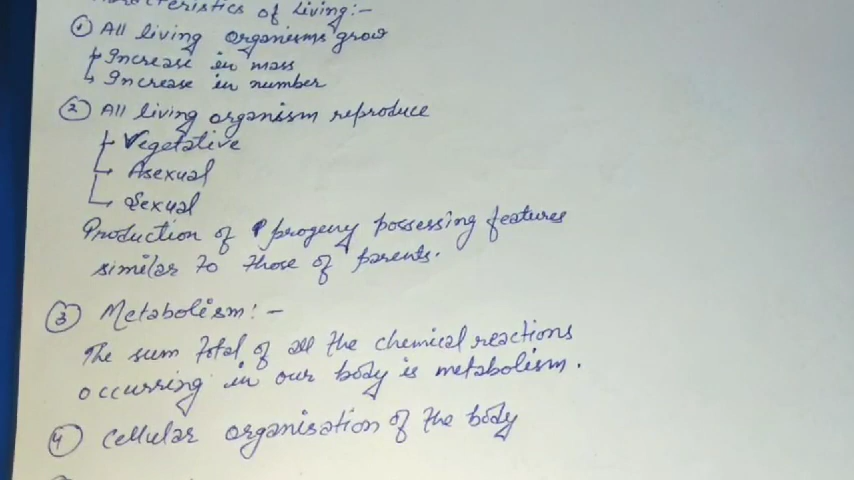 Characteristics of Living:-
① All living organisms grow
Increase in mass
Increase in number
② All living organism reproduce
Vegetative
Asexual
Sexual
Production of progeny possessing features
similar to those of parents.
③ Metabolism:-
The sum total of all the chemical reactions
occurring in our body is metabolism.
④ Cellular organisation of the body